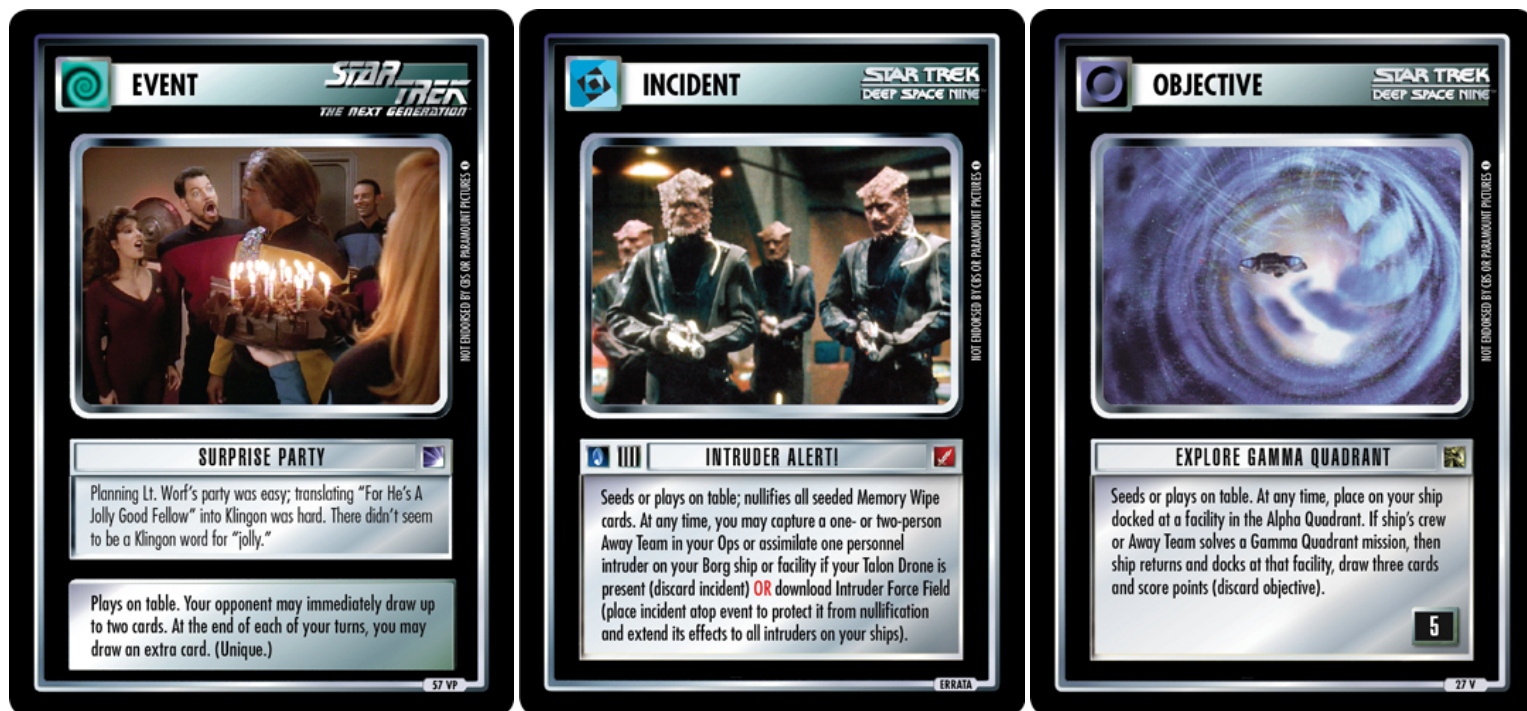 EVENT
STAR TREK
THE NEXT GENERATION
NOT ENDORSED BY CBS OR PARAMOUNT PICTURES
SURPRISE PARTY
Planning Lt. Worf's party was easy; translating "For He's A
Jolly Good Fellow" into Klingon was hard. There didn't seem
to be a Klingon word for "jolly."
Plays on table. Your opponent may immediately draw up
to two cards. At the end of each of your turns, you may
draw an extra card. (Unique.)
57 VP
INCIDENT
STAR TREK
DEEP SPACE NINE™
NOT ENDORSED BY CBS OR PARAMOUNT PICTURES
INTRUDER ALERT!
Seeds or plays on table; nullifies all seeded Memory Wipe
cards. At any time, you may capture a one- or two-person
Away Team in your Ops or assimilate one personnel
intruder on your Borg ship or facility if your Talon Drone is
present (discard incident) OR download Intruder Force Field
(place incident atop event to protect it from nullification
and extend its effects to all intruders on your ships).
ERRATA
OBJECTIVE
STAR TREK
DEEP SPACE NINE™
NOT ENDORSED BY CBS OR PARAMOUNT PICTURES
EXPLORE GAMMA QUADRANT
Seeds or plays on table. At any time, place on your ship
docked at a facility in the Alpha Quadrant. If ship's crew
or Away Team solves a Gamma Quadrant mission, then
ship returns and docks at that facility, draw three cards
and score points (discard objective).
5
27 V